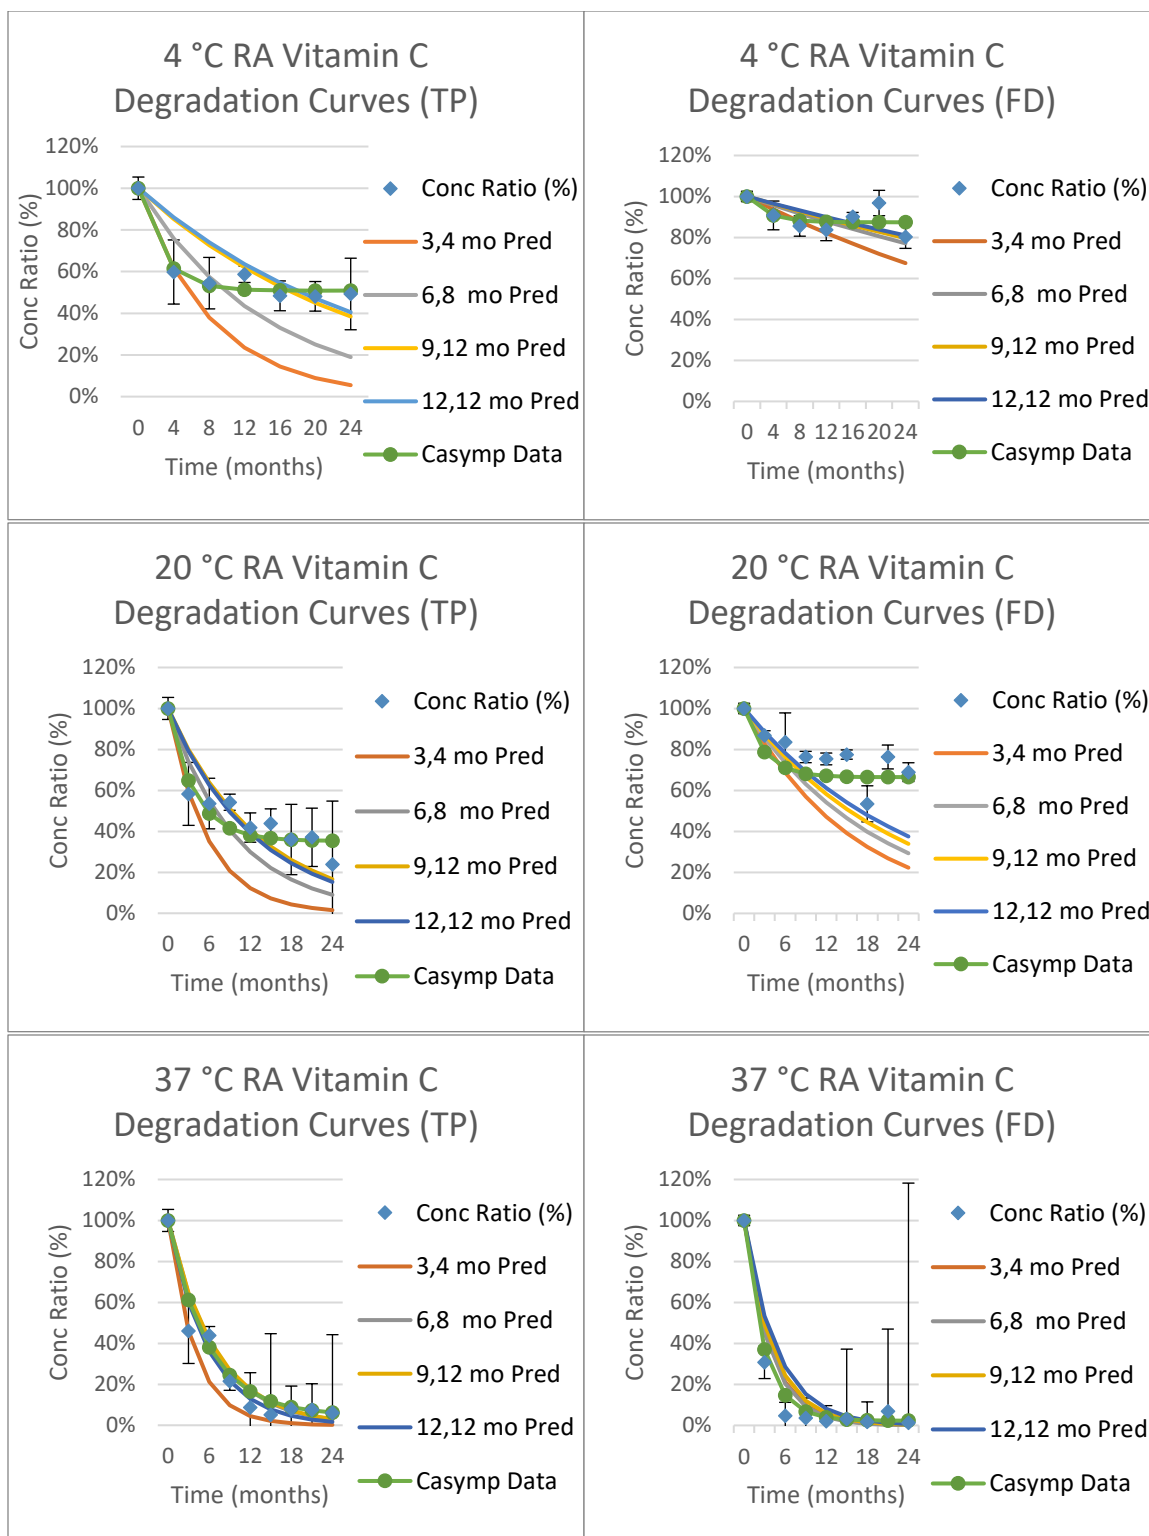 4 °C RA Vitamin C
Degradation Curves (TP)
120%
100%
80%
60%
40%
20%
0%
Conc Ratio (%)
0 4 8 12 16 20 24
Time (months)
Conc Ratio (%)
3,4 mo Pred
6,8 mo Pred
9,12 mo Pred
12,12 mo Pred
Casymp Data
4 °C RA Vitamin C
Degradation Curves (FD)
120%
100%
80%
60%
40%
20%
0%
Conc Ratio (%)
0 4 8 12 16 20 24
Time (months)
Conc Ratio (%)
3,4 mo Pred
6,8 mo Pred
9,12 mo Pred
12,12 mo Pred
Casymp Data
20 °C RA Vitamin C
Degradation Curves (TP)
120%
100%
80%
60%
40%
20%
0%
Conc Ratio (%)
0 6 12 18 24
Time (months)
Conc Ratio (%)
3,4 mo Pred
6,8 mo Pred
9,12 mo Pred
12,12 mo Pred
Casymp Data
20 °C RA Vitamin C
Degradation Curves (FD)
120%
100%
80%
60%
40%
20%
0%
Conc Ratio (%)
0 6 12 18 24
Time (months)
Conc Ratio (%)
3,4 mo Pred
6,8 mo Pred
9,12 mo Pred
12,12 mo Pred
Casymp Data
37 °C RA Vitamin C
Degradation Curves (TP)
120%
100%
80%
60%
40%
20%
0%
Conc Ratio (%)
0 6 12 18 24
Time (months)
Conc Ratio (%)
3,4 mo Pred
6,8 mo Pred
9,12 mo Pred
12,12 mo Pred
Casymp Data
37 °C RA Vitamin C
Degradation Curves (FD)
120%
100%
80%
60%
40%
20%
0%
Conc Ratio (%)
0 6 12 18 24
Time (months)
Conc Ratio (%)
3,4 mo Pred
6,8 mo Pred
9,12 mo Pred
12,12 mo Pred
Casymp Data